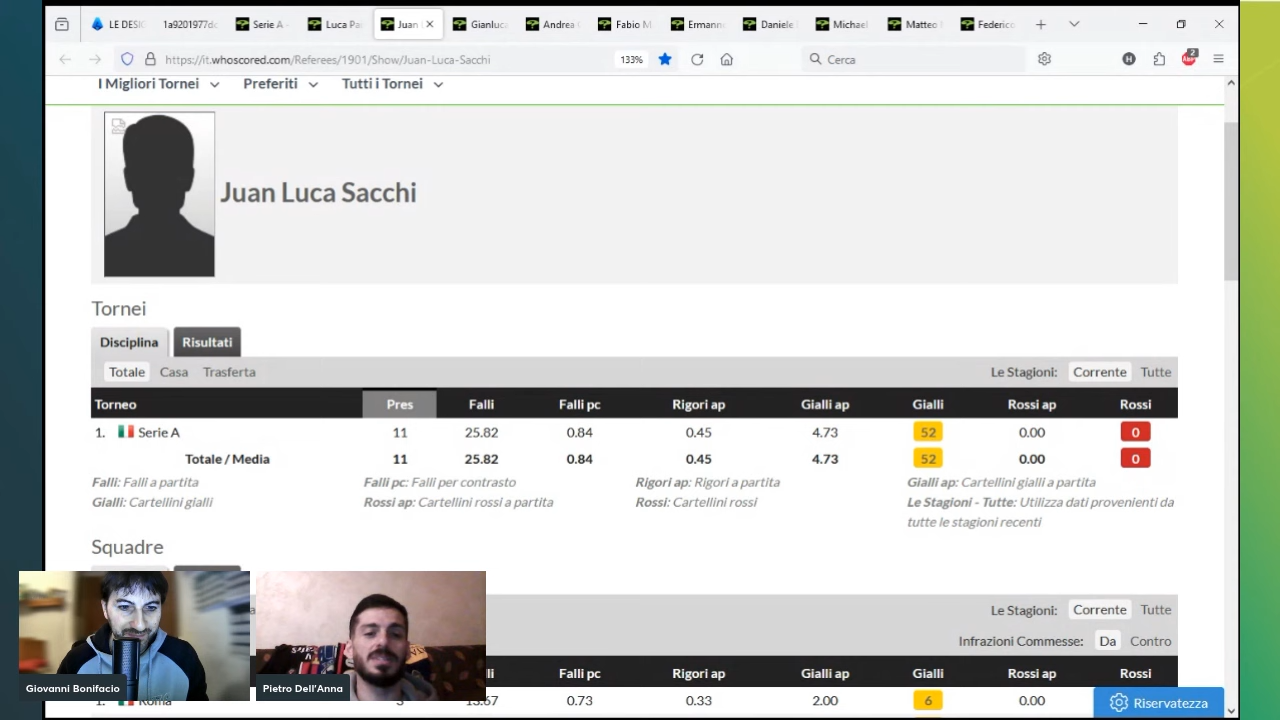 LE DESI
1a9201977dc
Serie A -
Luca Pa
Juan
Gianluca
Andrea
Fabio M
Ermann
Daniele
Michael
Matteo
Federico
https://it.whoscored.com/Referees/1901/Show/Juan-Luca-Sacchi
133%
Cerca
2
I Migliori Tornei
Preferiti
Tutti i Tornei
Juan Luca Sacchi
Tornei
Disciplina Risultati
Totale Casa Trasferta Le Stagioni: Corrente Tutte
Torneo Pres Falli Falli pc Rigori ap Gialli ap Gialli Rossi ap Rossi
1. Serie A 11 25.82 0.84 0.45 4.73 52 0.00 0
Totale / Media 11 25.82 0.84 0.45 4.73 52 0.00 0
Falli: Falli a partita Falli pc: Falli per contrasto Rigori ap: Rigori a partita Gialli ap: Cartellini gialli a partita
Gialli: Cartellini gialli Rossi ap: Cartellini rossi a partita Rossi: Cartellini rossi Le Stagioni - Tutte: Utilizza dati provenienti da
tutte le stagioni recenti
Squadre
Le Stagioni: Corrente Tutte
Infrazioni Commesse: Da Contro
lli Falli pc Rigori ap Gialli ap Gialli Rossi ap Rossi
Roma 3 13.67 0.73 0.33 2.00 6 0.00
Giovanni Bonifacio
Pietro Dell'Anna
Riservatezza